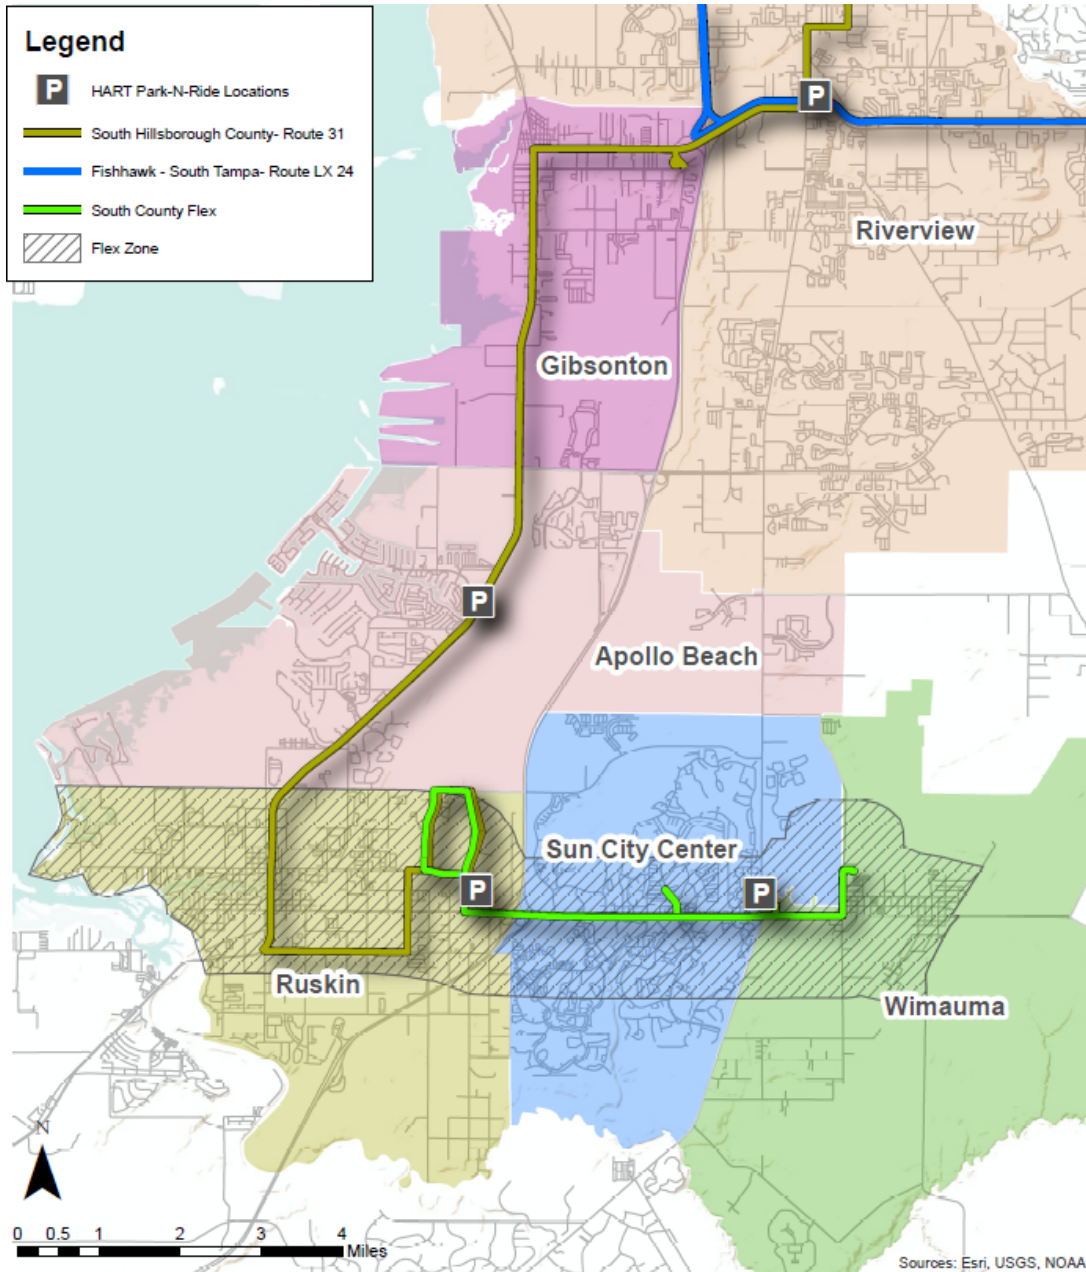 Legend
P HART Park-N-Ride Locations
South Hillsborough County- Route 31
Fishhawk - South Tampa- Route LX 24
South County Flex
Flex Zone
P
Riverview
Gibsonton
P
Apollo Beach
Sun City Center
P P
Ruskin
Wimauma
N
0 0.5 1 2 3 4
Miles
Sources: Esri, USGS, NOAA